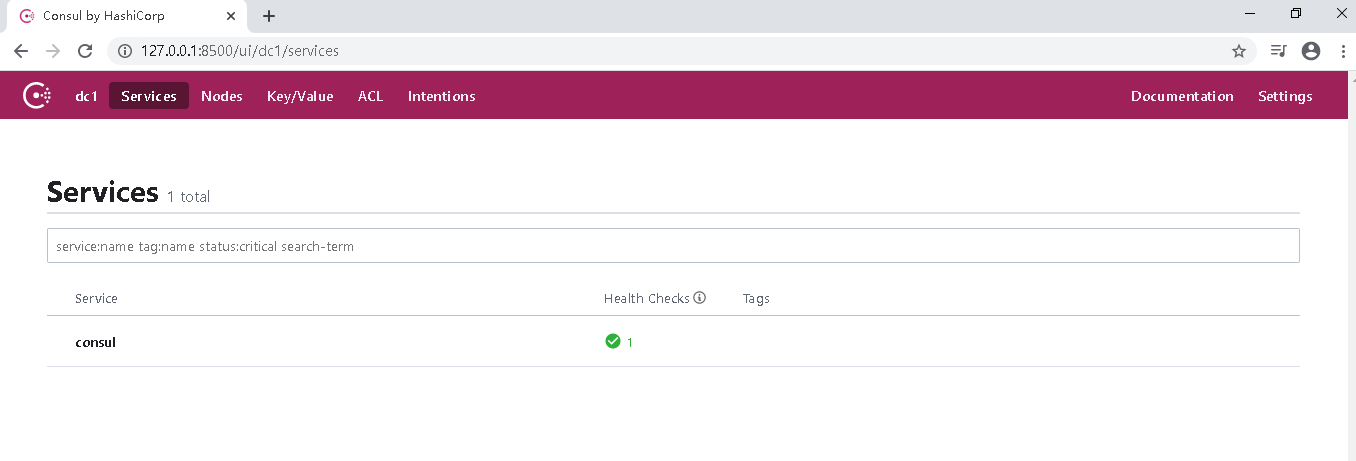 Consul by HashiCorp
127.0.0.1:8500/ui/dc1/services
dc1 Services Nodes Key/Value ACL Intentions Documentation Settings
Services 1 total
service:name tag:name status:critical search-term
Service Health Checks Tags
consul 1